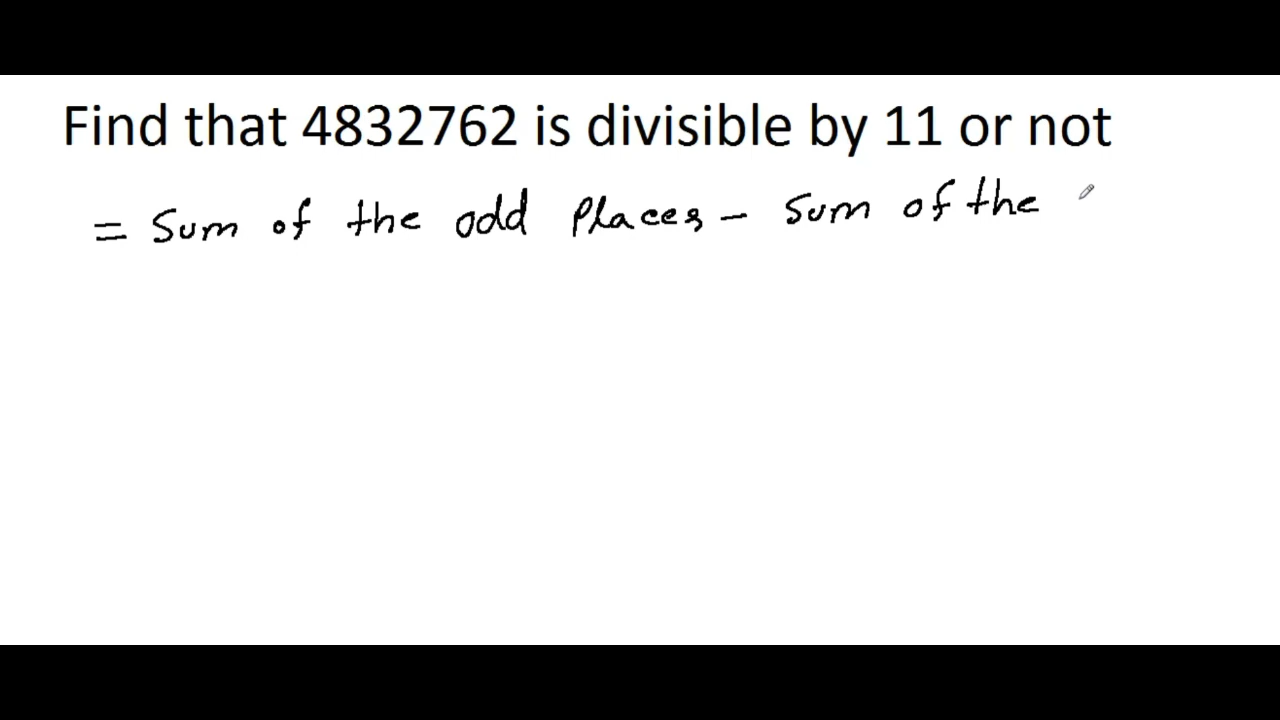 Find that 4832762 is divisible by 11 or not
= Sum of the odd Places - Sum of the